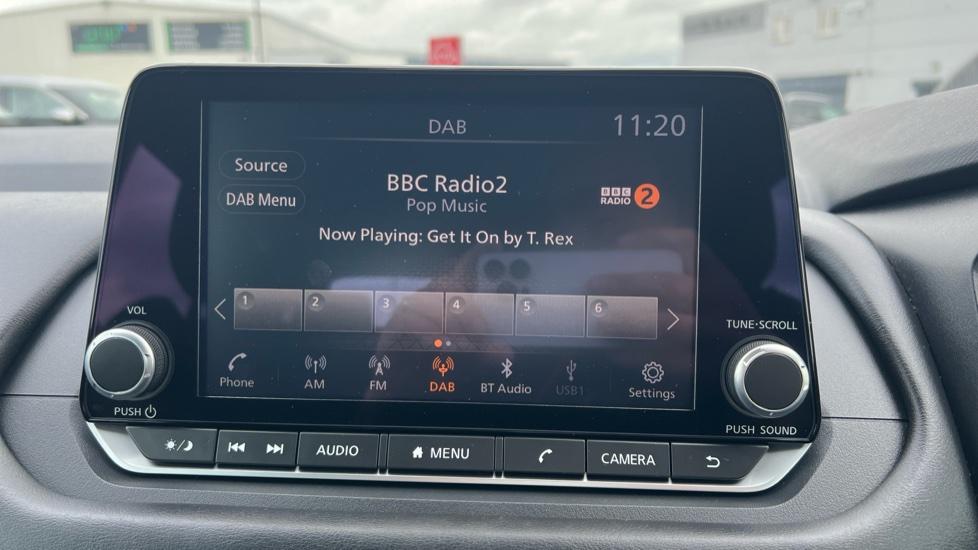 DAB
11:20
Source
DAB Menu
BBC Radio2
Pop Music
BBC
RADIO 2
Now Playing: Get It On by T. Rex
1 2 3 4 5 6
VOL
TUNE·SCROLL
Phone
AM
FM
DAB
BT Audio
USB1
Settings
PUSH
PUSH SOUND
AUDIO
MENU
CAMERA